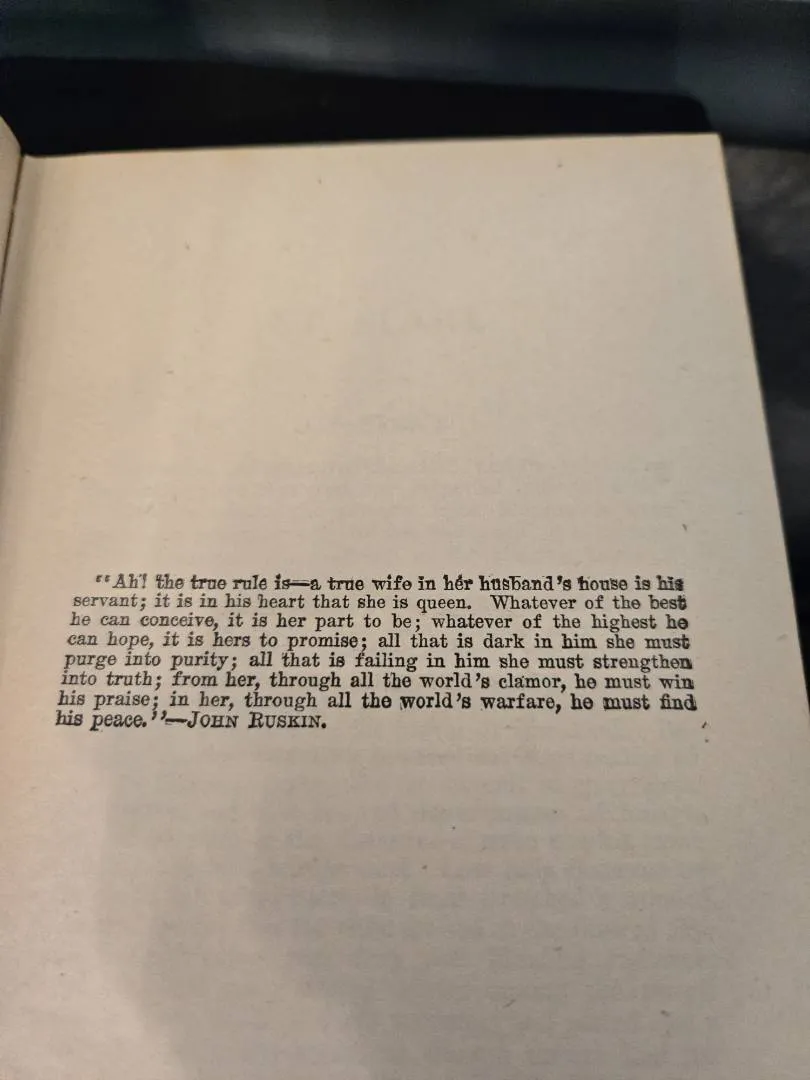 "Ah! the true rule is—a true wife in her husband's house is his
servant; it is in his heart that she is queen. Whatever of the best
he can conceive, it is her part to be; whatever of the highest he
can hope, it is hers to promise; all that is dark in him she must
purge into purity; all that is failing in him she must strengthen
into truth; from her, through all the world's clamor, he must win
his praise; in her, through all the world's warfare, he must find
his peace."—JOHN RUSKIN.